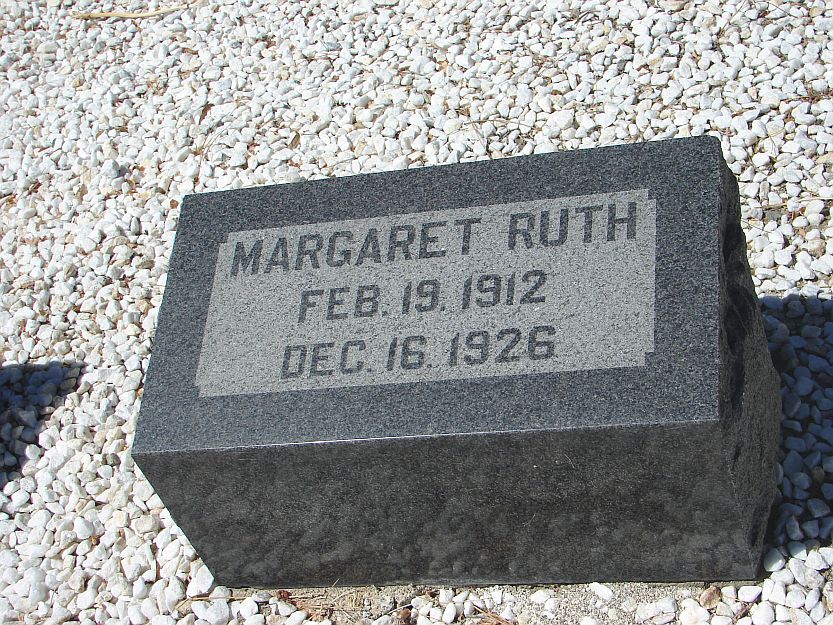 MARGARET RUTH
FEB. 19. 1912
DEC. 16. 1926